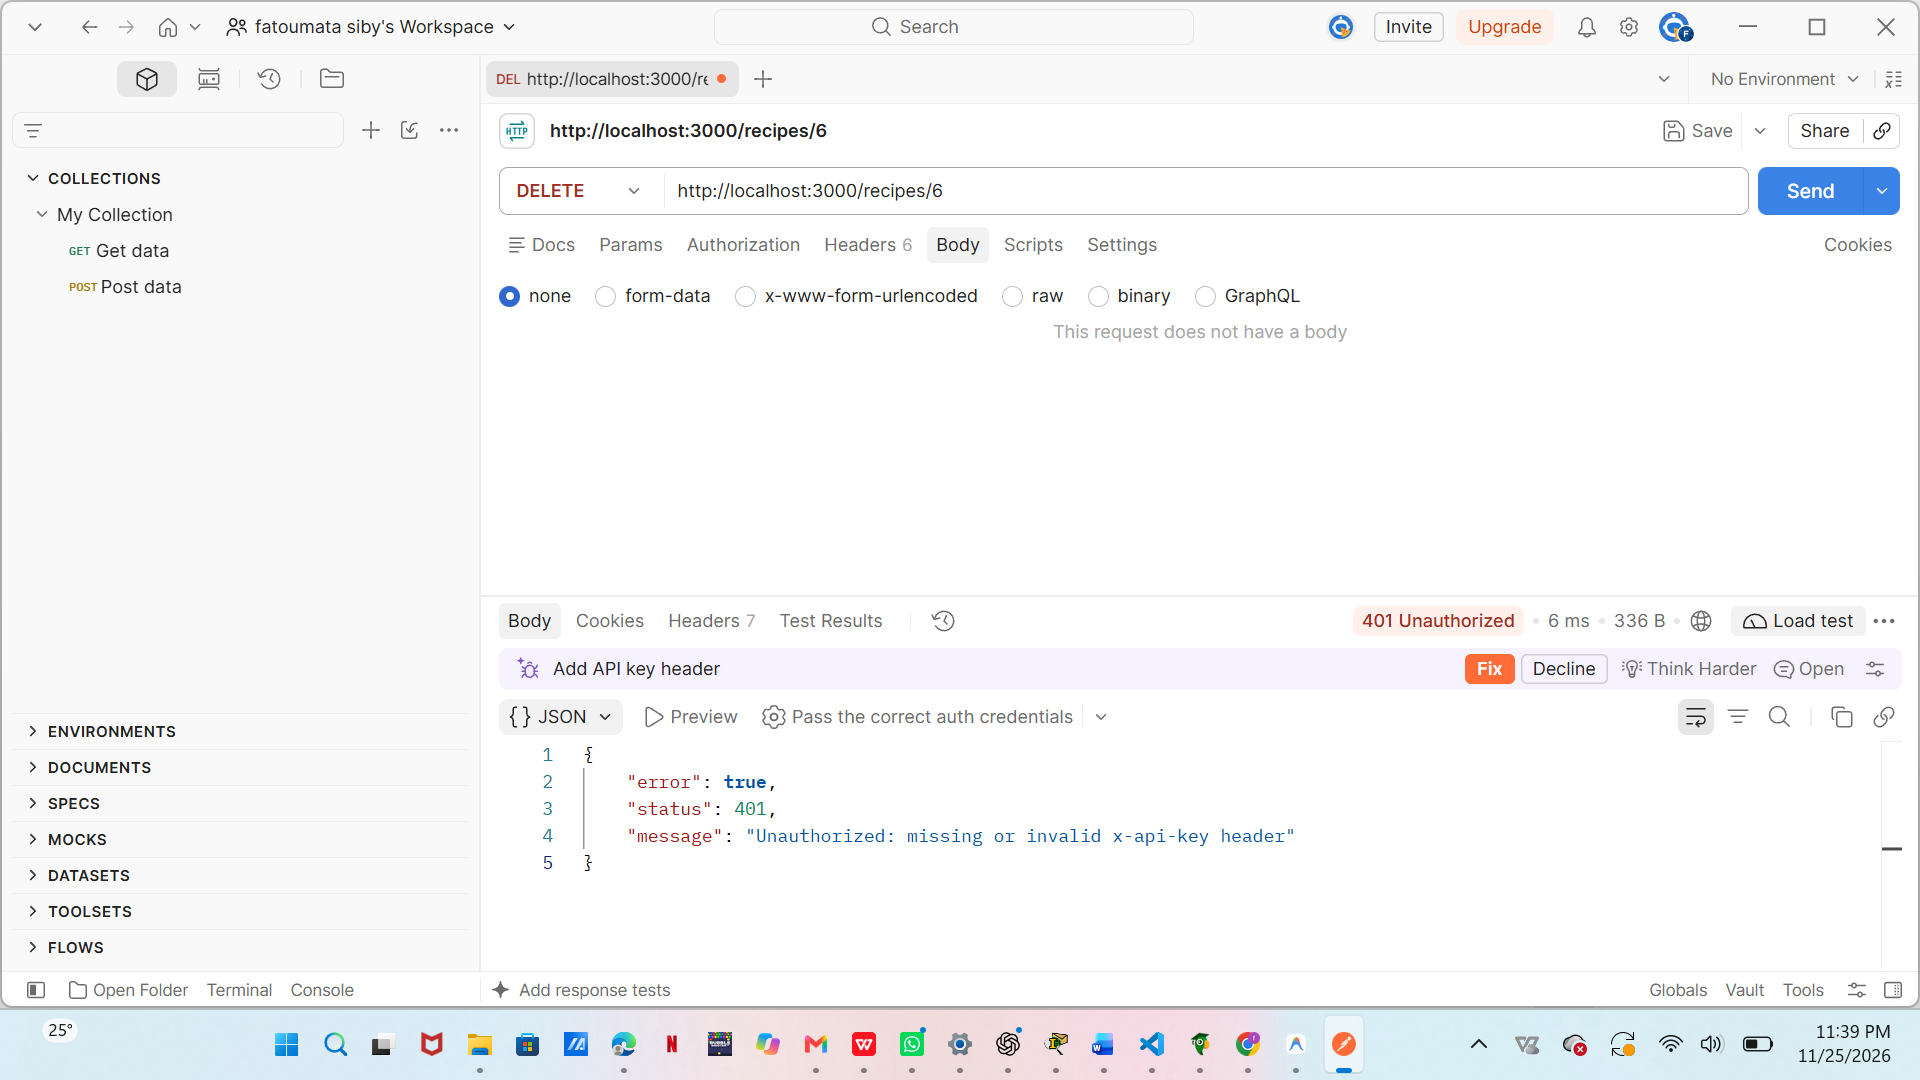 fatoumata siby's Workspace
Search
Invite
Upgrade
F
DEL http://localhost:3000/re
No Environment
HTTP
http://localhost:3000/recipes/6
Save
Share
DELETE
http://localhost:3000/recipes/6
Send
COLLECTIONS
My Collection
GET Get data
POST Post data
Docs
Params
Authorization
Headers 6
Body
Scripts
Settings
Cookies
none
form-data
x-www-form-urlencoded
raw
binary
GraphQL
This request does not have a body
ENVIRONMENTS
DOCUMENTS
SPECS
MOCKS
DATASETS
TOOLSETS
FLOWS
Body
Cookies
Headers 7
Test Results
401 Unauthorized
6 ms
336 B
Load test
Add API key header
Fix
Decline
Think Harder
Open
{} JSON
Preview
Pass the correct auth credentials
1 {
2 "error": true,
3 "status": 401,
4 "message": "Unauthorized: missing or invalid x-api-key header"
5 }
Open Folder
Terminal
Console
Add response tests
Globals
Vault
Tools
25°
11:39 PM
11/25/2026